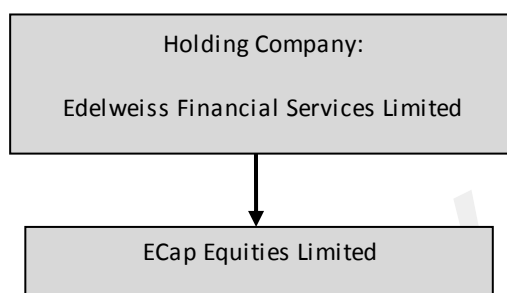 Holding Company:
Edelweiss Financial Services Limited
ECap Equities Limited